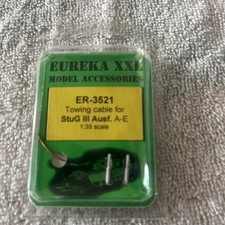 EUREKA XXL
MODEL ACCESSORIES
ER-3521
Towing cable for
StuG III Ausf. A-E
1:35 scale